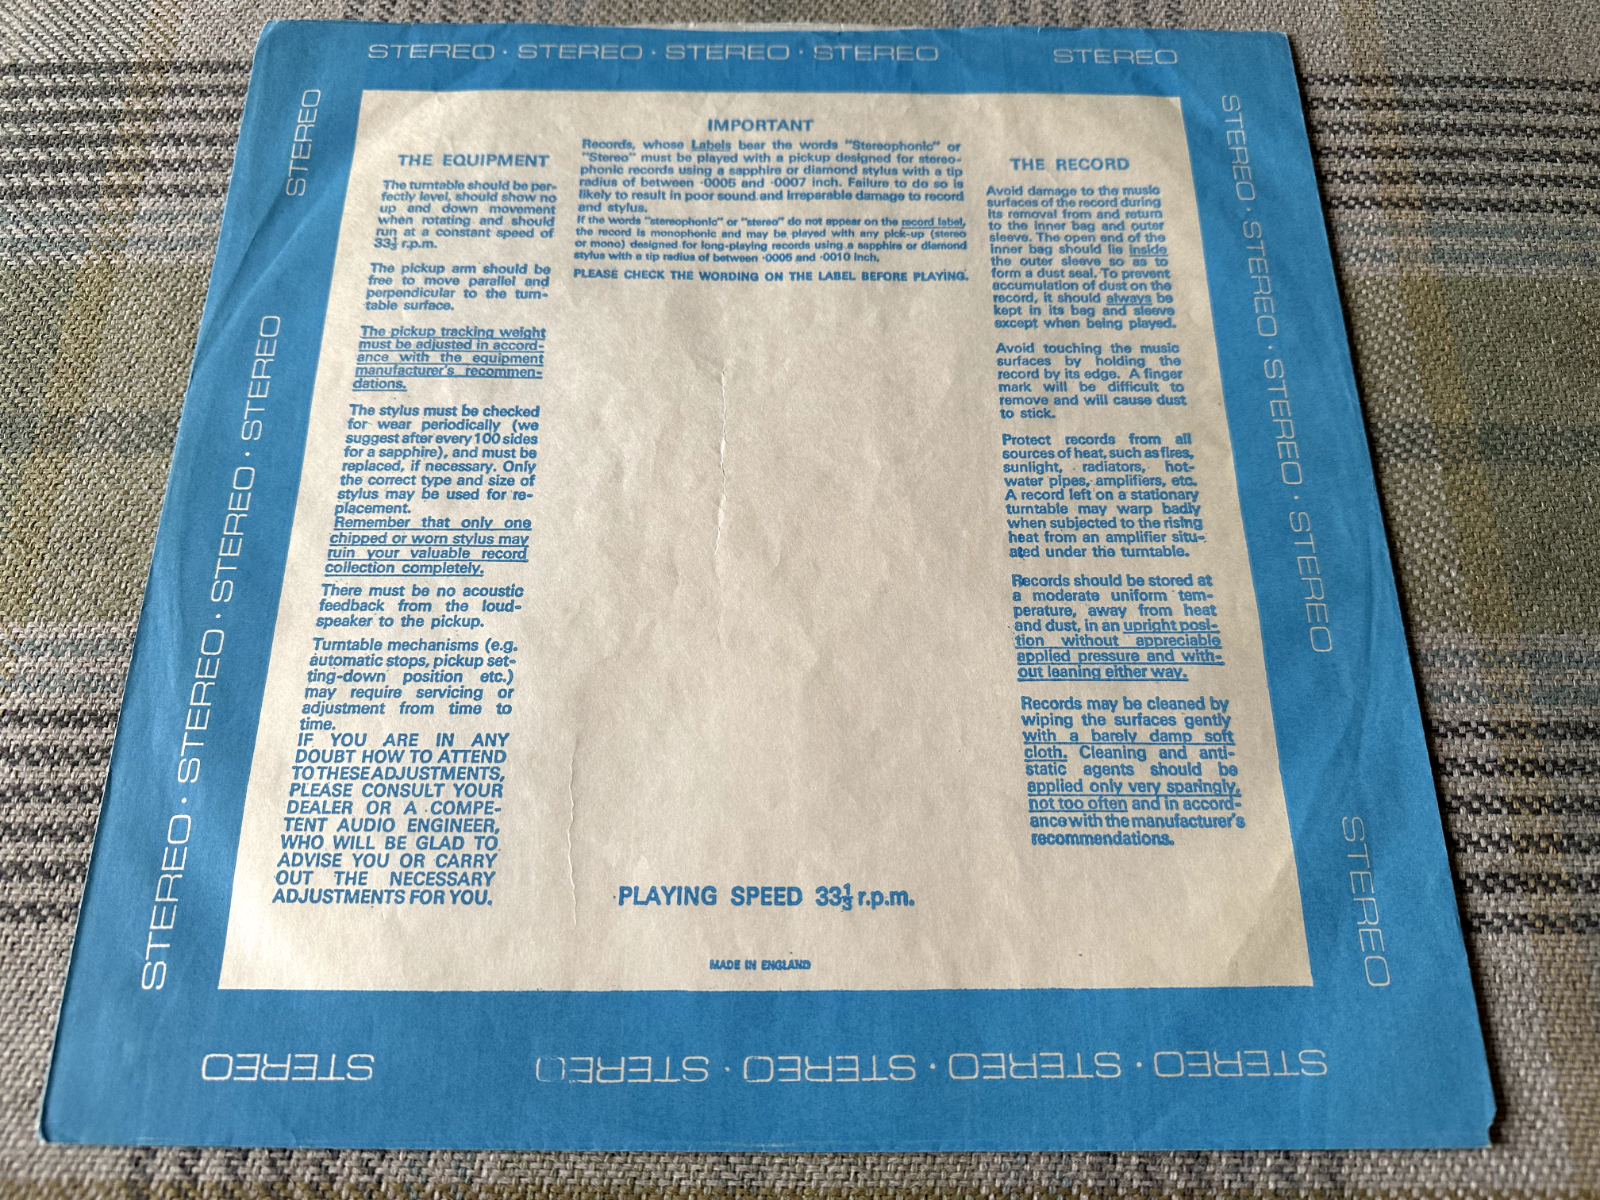 STEREO · STEREO · STEREO · STEREO STEREO
IMPORTANT
Records, whose Labels bear the words "Stereophonic" or
"Stereo" must be played with a pickup designed for stereo-
phonic records using a sapphire or diamond stylus with a tip
radius of between ·0005 and ·0007 inch. Failure to do so is
likely to result in poor sound and irreparable damage to record
and stylus.
If the words "stereophonic" or "stereo" do not appear on the record label,
the record is monophonic and may be played with any pick-up (stereo
or mono) designed for long-playing records using a sapphire or diamond
stylus with a tip radius of between ·0005 and ·0010 inch.
PLEASE CHECK THE WORDING ON THE LABEL BEFORE PLAYING.
THE EQUIPMENT
The turntable should be per-
fectly level, should show no
up and down movement
when rotating and should
run at a constant speed of
33⅓ r.p.m.
The pickup arm should be
free to move parallel and
perpendicular to the turn-
table surface.
The pickup tracking weight
must be adjusted in accord-
ance with the equipment
manufacturer's recommen-
dations.
The stylus must be checked
for wear periodically (we
suggest after every 100 sides
for a sapphire), and must be
replaced, if necessary. Only
the correct type and size of
stylus may be used for re-
placement.
Remember that only one
chipped or worn stylus may
ruin your valuable record
collection completely.
There must be no acoustic
feedback from the loud-
speaker to the pickup.
Turntable mechanisms (e.g.
automatic stops, pickup set-
ting-down position etc.)
may require servicing or
adjustment from time to
time.
IF YOU ARE IN ANY
DOUBT HOW TO ATTEND
TO THESE ADJUSTMENTS,
PLEASE CONSULT YOUR
DEALER OR A COMPE-
TENT AUDIO ENGINEER,
WHO WILL BE GLAD TO
ADVISE YOU OR CARRY
OUT THE NECESSARY
ADJUSTMENTS FOR YOU.
THE RECORD
Avoid damage to the music
surfaces of the record during
its removal from and return
to the inner bag and outer
sleeve. The open end of the
inner bag should lie inside
the outer sleeve so as to
form a dust seal. To prevent
accumulation of dust on the
record, it should always be
kept in its bag and sleeve
except when being played.
Avoid touching the music
surfaces by holding the
record by its edge. A finger
mark will be difficult to
remove and will cause dust
to stick.
Protect records from all
sources of heat, such as fires,
sunlight, radiators, hot-
water pipes, amplifiers, etc.
A record left on a stationary
turntable may warp badly
when subjected to the rising
heat from an amplifier situ-
ated under the turntable.
Records should be stored at
a moderate uniform tem-
perature, away from heat
and dust, in an upright posi-
tion without appreciable
applied pressure and with-
out leaning either way.
Records may be cleaned by
wiping the surfaces gently
with a barely damp soft
cloth. Cleaning and anti-
static agents should be
applied only very sparingly,
not too often and in accord-
ance with the manufacturer's
recommendations.
PLAYING SPEED 33⅓ r.p.m.
MADE IN ENGLAND
STEREO · STEREO · STEREO · STEREO STEREO
STEREO · STEREO · STEREO · STEREO STEREO
STEREO · STEREO · STEREO · STEREO STEREO